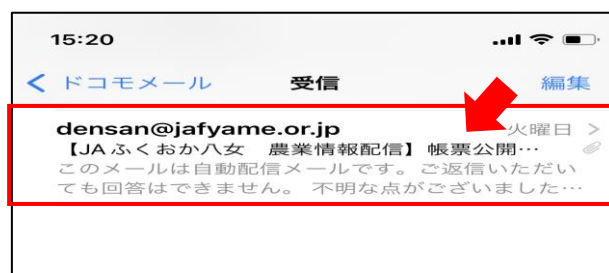 15:20
ドコモメール 受信 編集
densan@jafyame.or.jp 火曜日
【JAふくおか八女 農業情報配信】帳票公開…
このメールは自動配信メールです。ご返信いただい
ても回答はできません。 不明な点がございました…